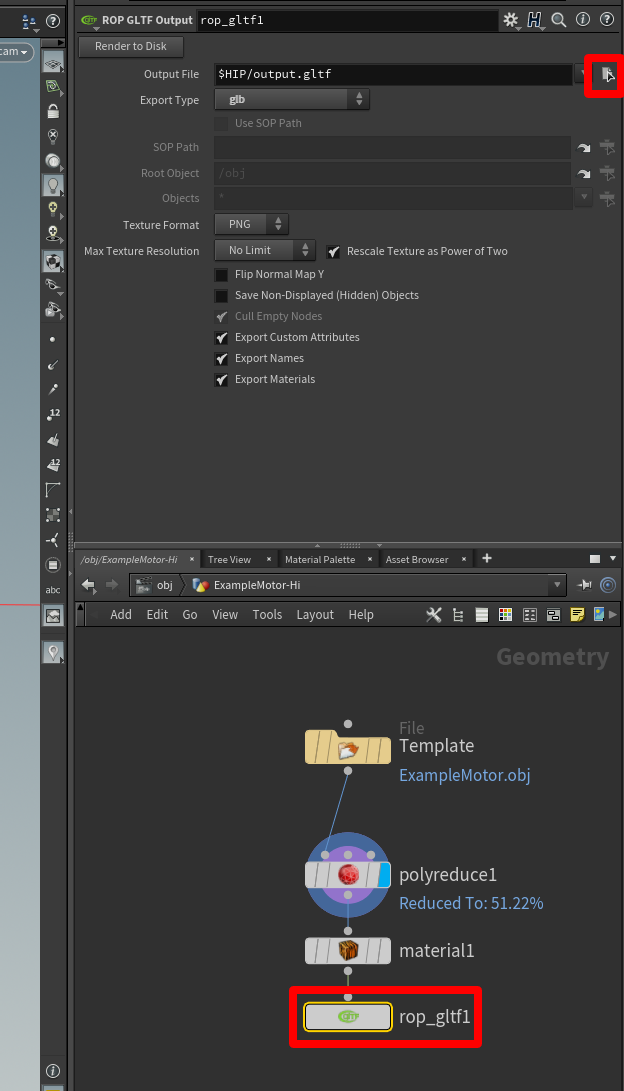 cam
ROP GLTF Output rop_gltf1
Render to Disk
Output File $HIP/output.gltf
Export Type glb
Use SOP Path
SOP Path
Root Object /obj
Objects *
Texture Format PNG
Max Texture Resolution No Limit Rescale Texture as Power of Two
Flip Normal Map Y
Save Non-Displayed (Hidden) Objects
Cull Empty Nodes
Export Custom Attributes
Export Names
Export Materials
12
12
abc
/obj/ExampleMotor-Hi × Tree View × Material Palette × Asset Browser × +
obj ExampleMotor-Hi
Add Edit Go View Tools Layout Help
Geometry
File
Template
ExampleMotor.obj
polyreduce1
Reduced To: 51.22%
material1
rop_gltf1